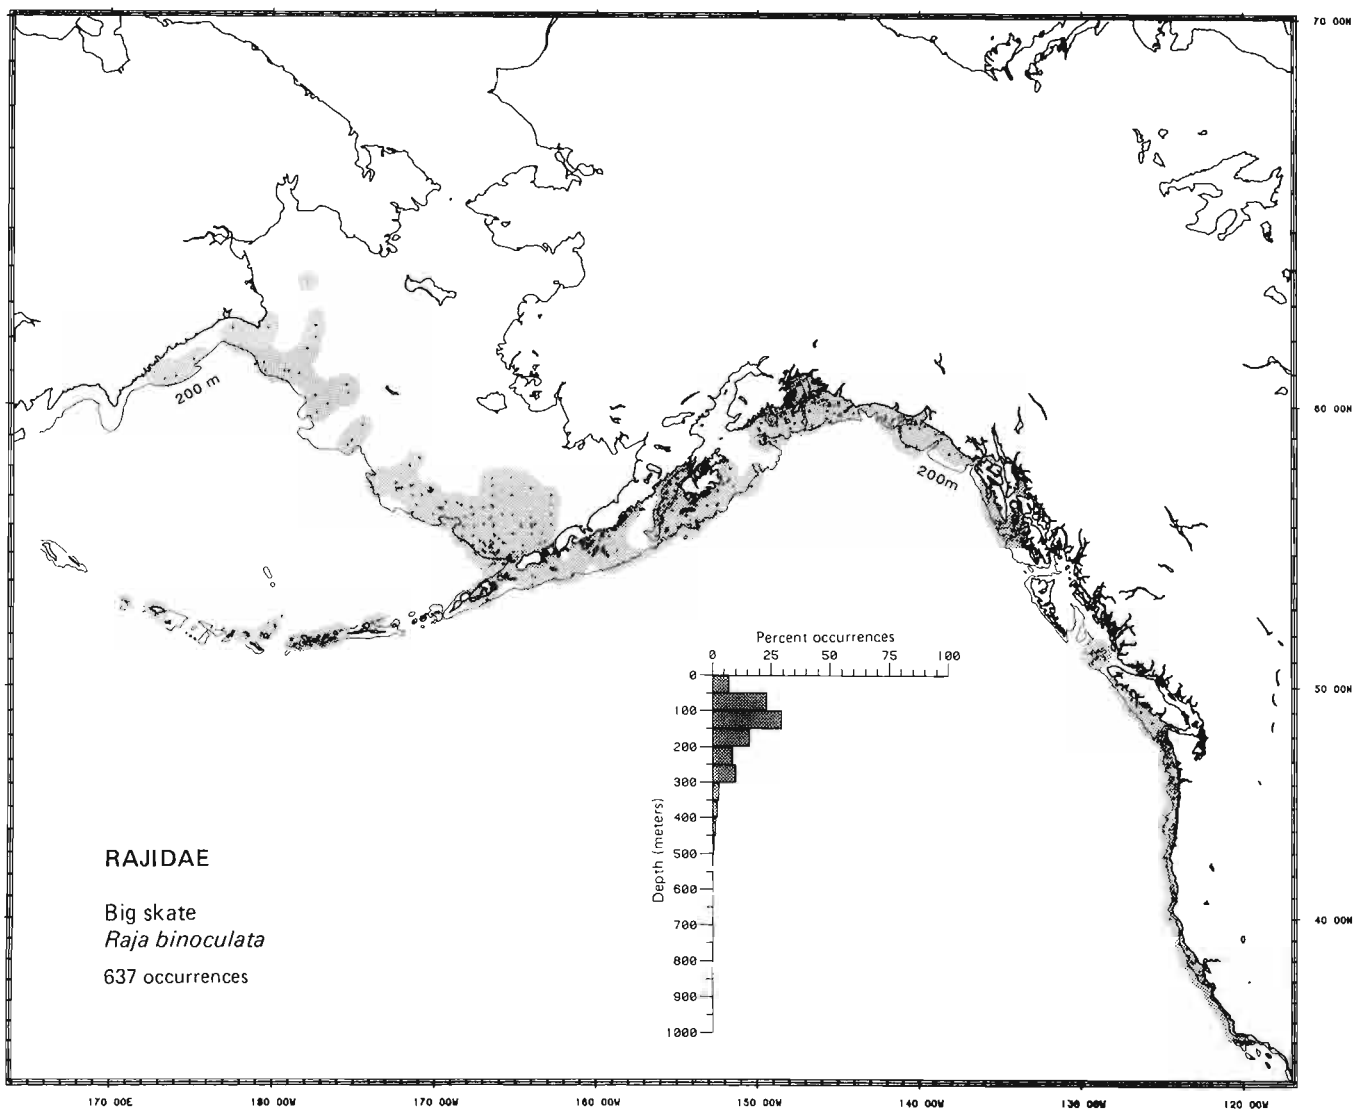 70 00N
200 m
60 00N
200m
50 00N
Percent occurrences
0 25 50 75 100
0
100
200
300
400
500
600
700
800
900
1000
Depth (meters)
40 00N
RAJIDAE
Big skate
Raja binoculata
637 occurrences
170 00E 180 00W 170 00W 160 00W 150 00W 140 00W 130 00W 120 00W